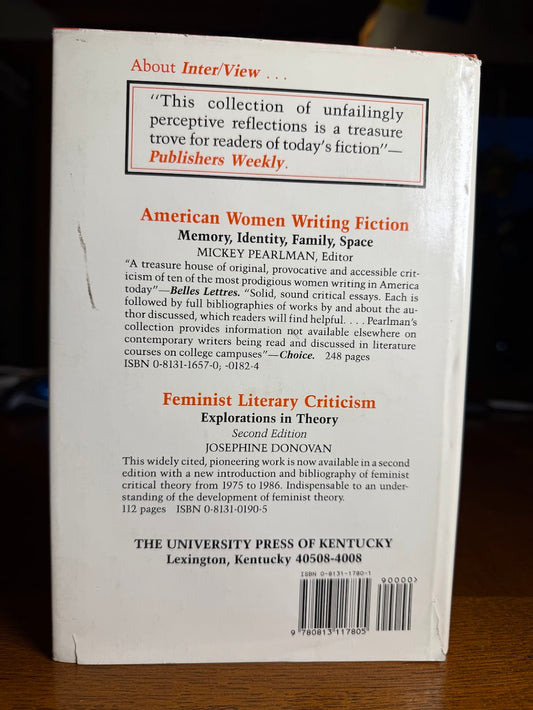 About Inter/View . . .
"This collection of unfailingly
perceptive reflections is a treasure
trove for readers of today's fiction"—
Publishers Weekly.
American Women Writing Fiction
Memory, Identity, Family, Space
MICKEY PEARLMAN, Editor
"A treasure house of original, provocative and accessible crit-
icism of ten of the most prodigious women writing in America
today"—Belles Lettres. "Solid, sound critical essays. Each is
followed by full bibliographies of works by and about the au-
thor discussed, which readers will find helpful. . . . Pearlman's
collection provides information not available elsewhere on
contemporary writers being read and discussed in literature
courses on college campuses"—Choice. 248 pages
ISBN 0-8131-1657-0; -0182-4
Feminist Literary Criticism
Explorations in Theory
Second Edition
JOSEPHINE DONOVAN
This widely cited, pioneering work is now available in a second
edition with a new introduction and bibliography of feminist
critical theory from 1975 to 1986. Indispensable to an under-
standing of the development of feminist theory.
112 pages ISBN 0-8131-0190-5
THE UNIVERSITY PRESS OF KENTUCKY
Lexington, Kentucky 40508-4008
ISBN 0-8131-1780-1
90000>
9 780813 117805